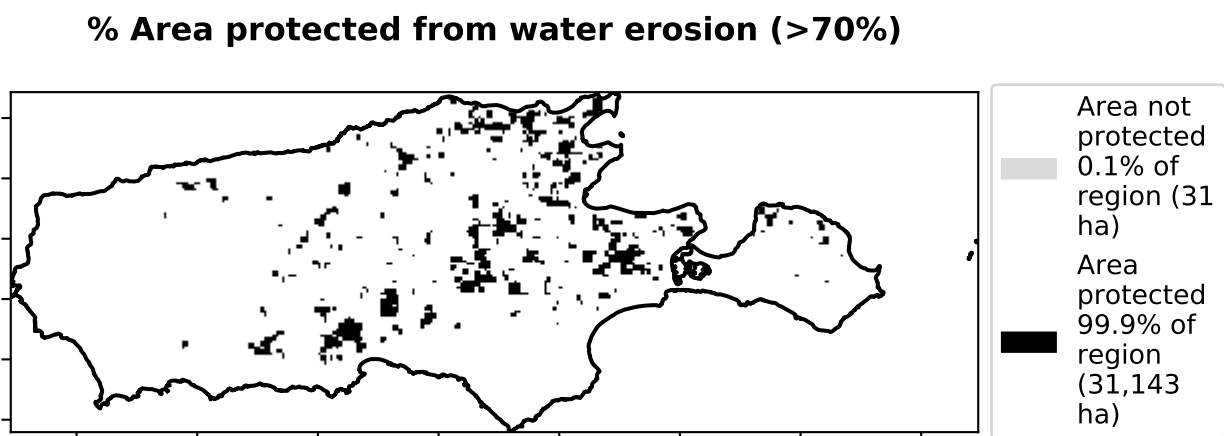 % Area protected from water erosion (>70%)
Area not
protected
0.1% of
region (31
ha)
Area
protected
99.9% of
region
(31,143
ha)